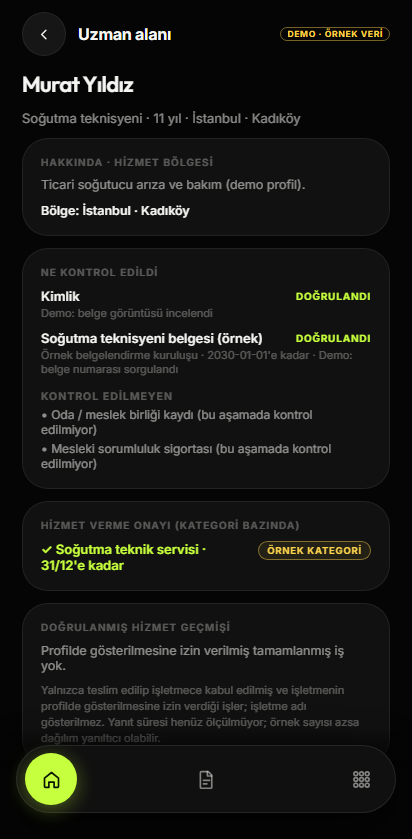 Uzman alanı
DEMO · ÖRNEK VERİ
Murat Yıldız
Soğutma teknisyeni · 11 yıl · İstanbul · Kadıköy
HAKKINDA · HİZMET BÖLGESİ
Ticari soğutucu arıza ve bakım (demo profil).
Bölge: İstanbul · Kadıköy
NE KONTROL EDİLDİ
Kimlik
DOĞRULANDI
Demo: belge görüntüsü incelendi
Soğutma teknisyeni belgesi (örnek)
DOĞRULANDI
Örnek belgelendirme kuruluşu · 2030-01-01'e kadar · Demo:
belge numarası sorgulandı
KONTROL EDİLMEYEN
• Oda / meslek birliği kaydı (bu aşamada kontrol
edilmiyor)
• Mesleki sorumluluk sigortası (bu aşamada kontrol
edilmiyor)
HİZMET VERME ONAYI (KATEGORİ BAZINDA)
✓ Soğutma teknik servisi ·
31/12'e kadar
ÖRNEK KATEGORİ
DOĞRULANMIŞ HİZMET GEÇMİŞİ
Profilde gösterilmesine izin verilmiş tamamlanmış iş
yok.
Yalnızca teslim edilip işletmece kabul edilmiş ve işletmenin
profilde gösterilmesine izin verdiği işler; işletme adı
gösterilmez. Yanıt süresi henüz ölçülmüyor; örnek sayısı azsa
dağılım yanıltıcı olabilir.